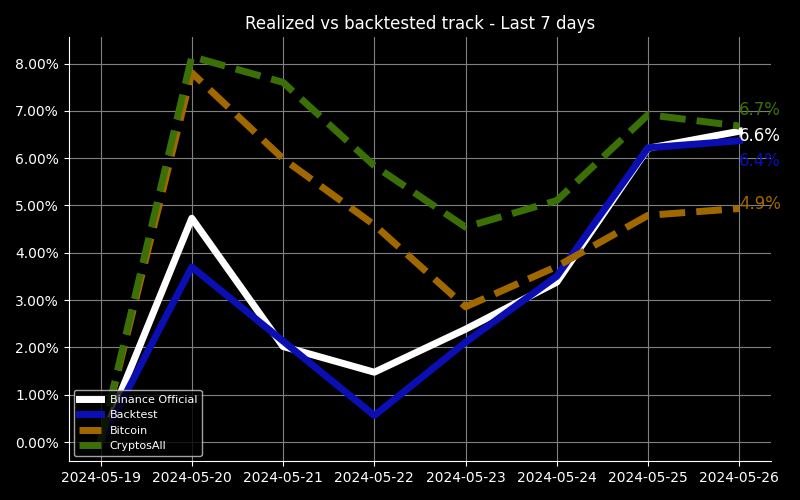 Realized vs backtested track - Last 7 days
8.00%
7.00%
6.00%
5.00%
4.00%
3.00%
2.00%
1.00%
0.00%
6.7%
6.6%
6.4%
4.9%
Binance Official
Backtest
Bitcoin
CryptosAll
2024-05-19 2024-05-20 2024-05-21 2024-05-22 2024-05-23 2024-05-24 2024-05-25 2024-05-26